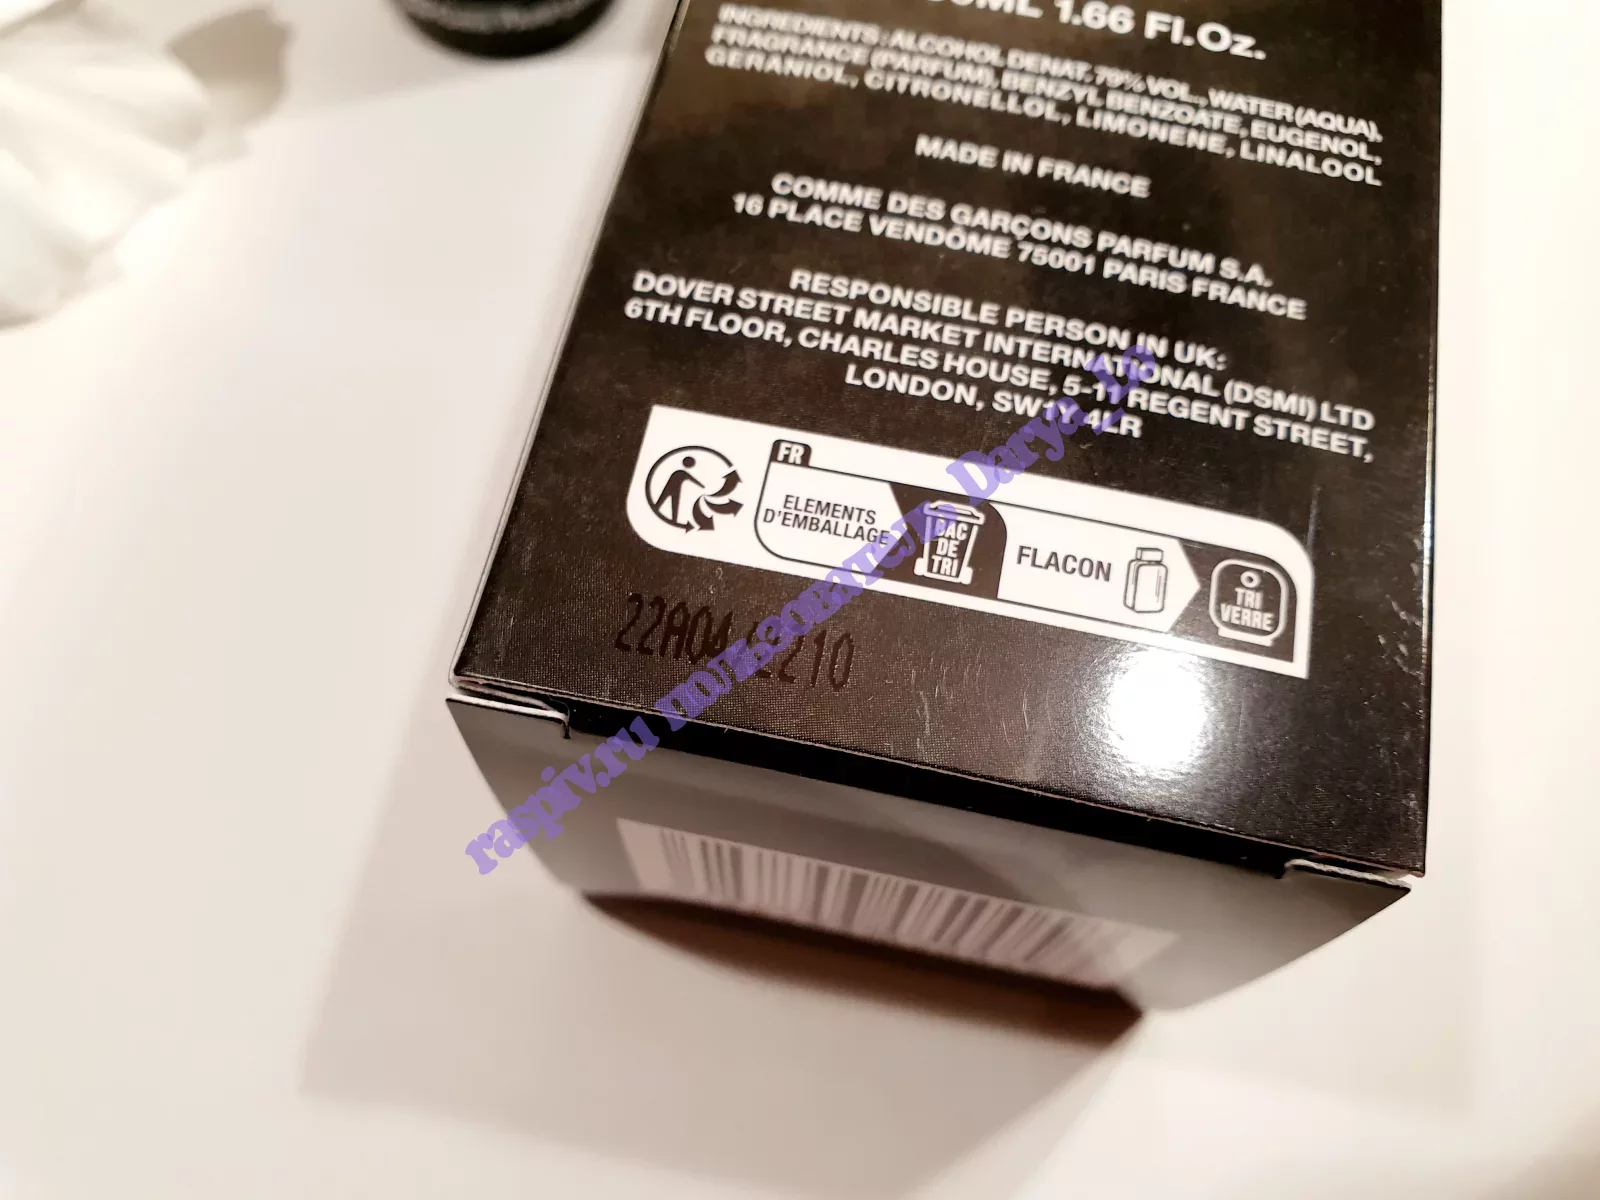 1.66 Fl.Oz.
INGREDIENTS: ALCOHOL DENAT. 79% VOL., WATER (AQUA),
FRAGRANCE (PARFUM), BENZYL BENZOATE, EUGENOL,
GERANIOL, CITRONELLOL, LIMONENE, LINALOOL
MADE IN FRANCE
COMME DES GARÇONS PARFUM S.A.
16 PLACE VENDÔME 75001 PARIS FRANCE
RESPONSIBLE PERSON IN UK:
DOVER STREET MARKET INTERNATIONAL (DSMI) LTD
6TH FLOOR, CHARLES HOUSE, 5-11 REGENT STREET,
LONDON, SW1Y 4LR
FR
ELEMENTS
D'EMBALLAGE
BAC
DE
TRI
FLACON
TRI
VERRE
raspiv.ru пользователь Darya_Lc